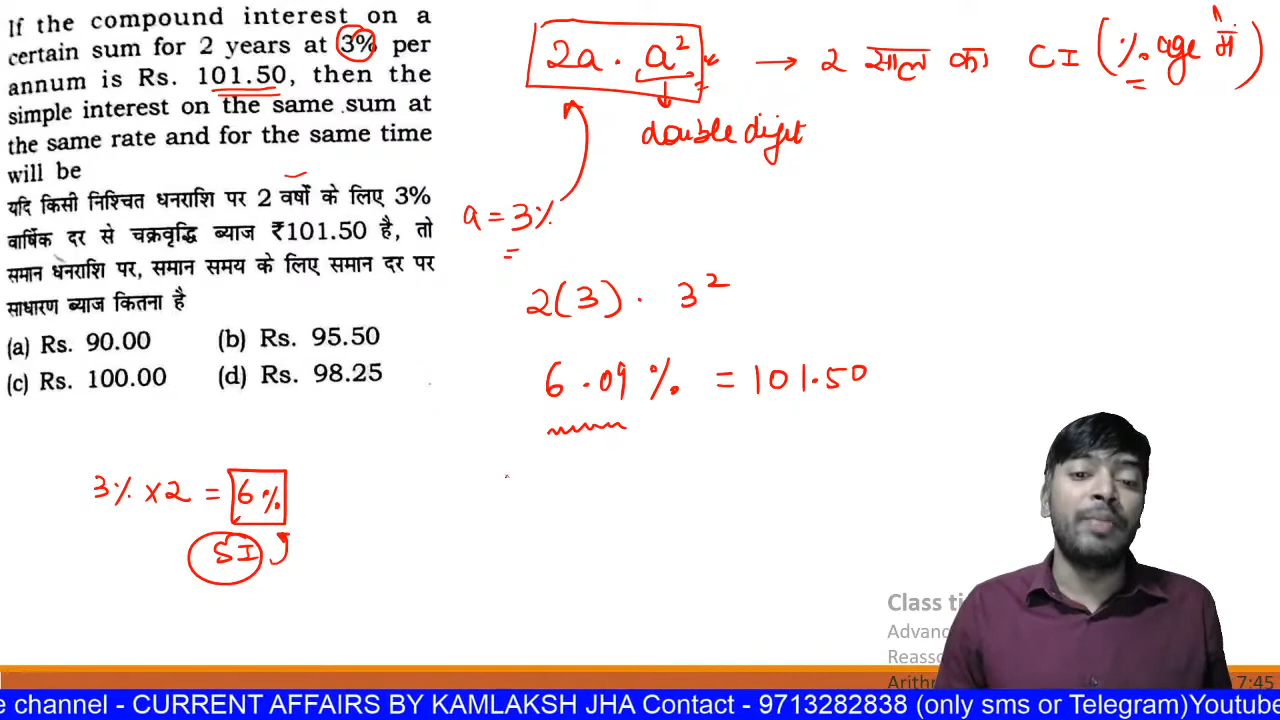 If the compound interest on a
certain sum for 2 years at 3% per
annum is Rs. 101.50, then the
simple interest on the same sum at
the same rate and for the same time
will be
यदि किसी निश्चित धनराशि पर 2 वर्षों के लिए 3%
वार्षिक दर से चक्रवृद्धि ब्याज ₹101.50 है, तो
समान धनराशि पर, समान समय के लिए समान दर पर
साधारण ब्याज कितना है
(a) Rs. 90.00 (b) Rs. 95.50
(c) Rs. 100.00 (d) Rs. 98.25
3% × 2 = 6%
SI
2a . a² → 2 साल का CI (% age में)
double digit
a = 3%
=
2(3) . 3²
6.09% = 101.50
Class ti
Advanc
Reaso
Arithm
7:45
e channel - CURRENT AFFAIRS BY KAMLAKSH JHA Contact - 9713282838 (only sms or Telegram)Youtube